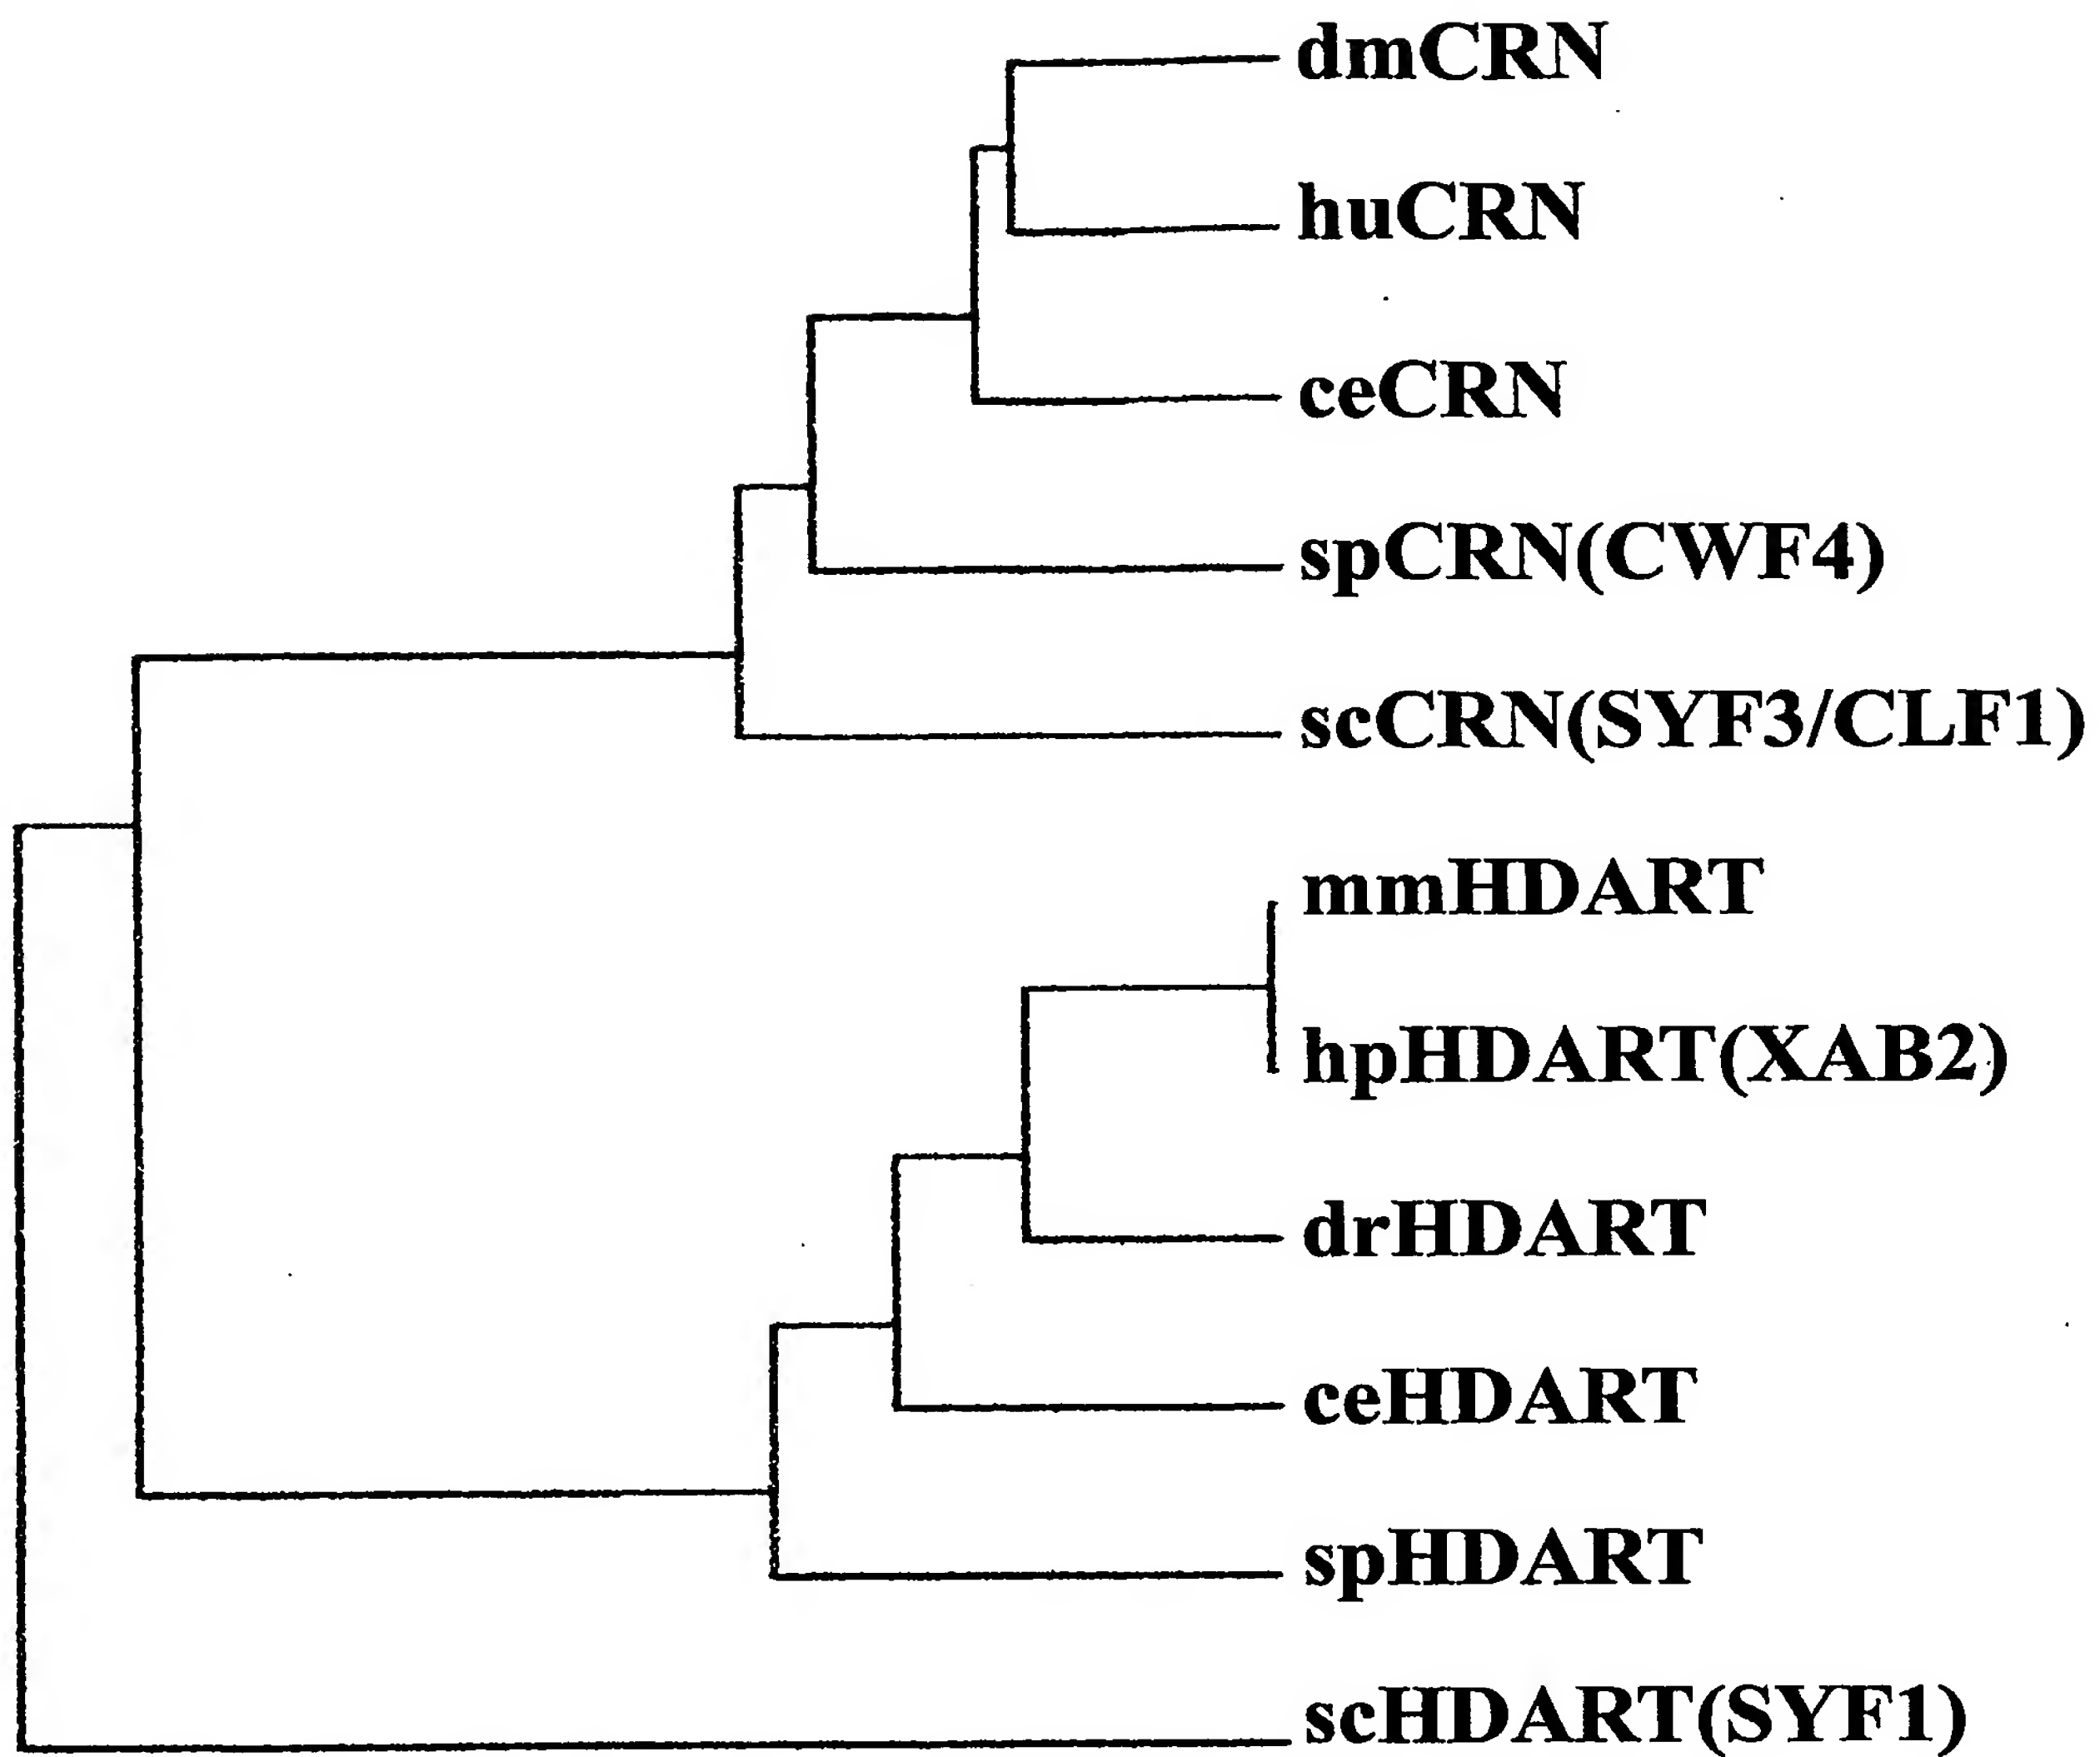 dmCRN
huCRN
ceCRN
spCRN(CWF4)
scCRN(SYF3/CLF1)
mmHDART
hpHDART(XAB2)
drHDART
ceHDART
spHDART
scHDART(SYF1)